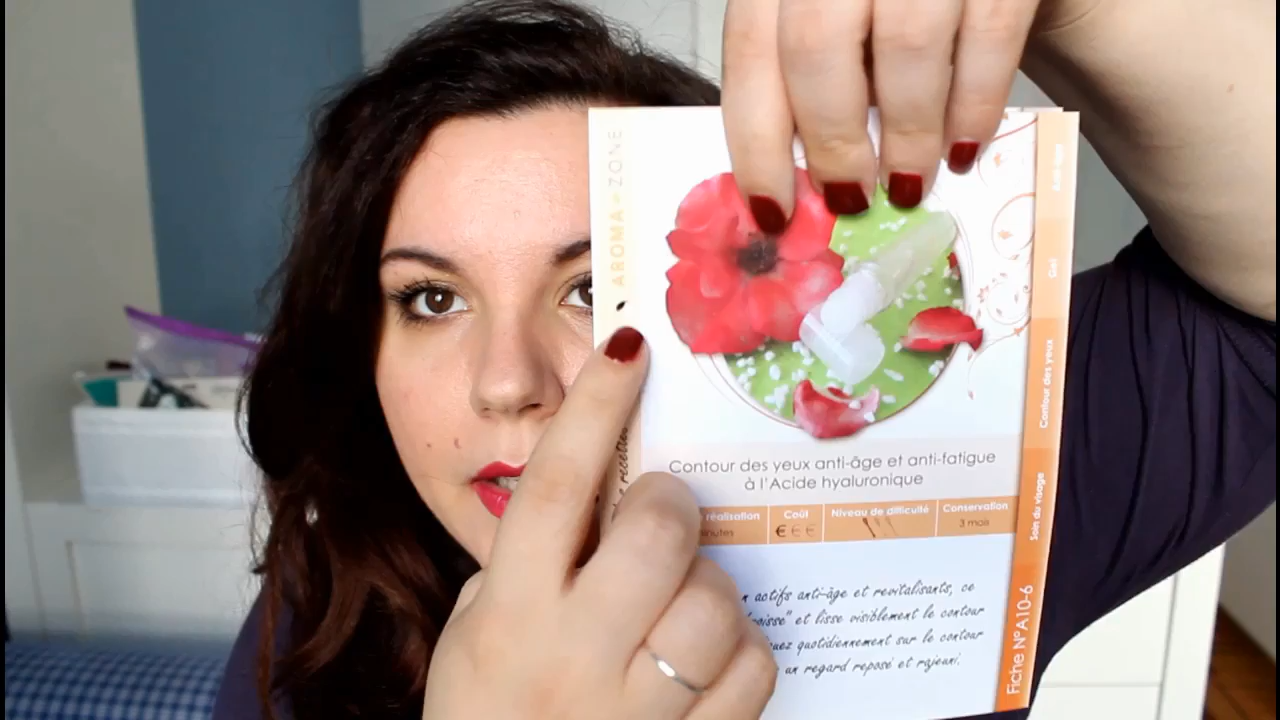 AROMA-ZONE
Contour des yeux anti-âge et anti-fatigue
à l'Acide hyaluronique
réalisation
Coût
Niveau de difficulté
Conservation
€€€
3 mois
actifs anti-âge et revitalisants, ce
et lisse visiblement le contour
quotidiennement sur le contour
un regard reposé et rajeuni.
Gel
Contour des yeux
Soin du visage
Fiche N°A10-6